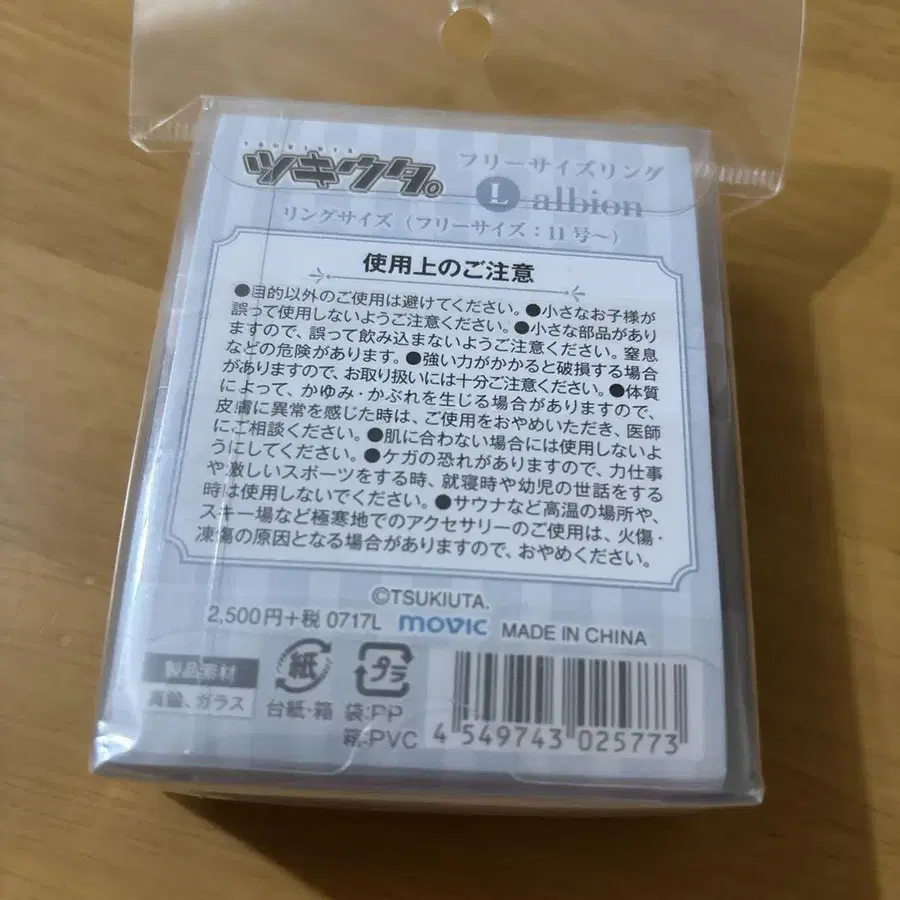 TSUKIUTA
ツキウタ。
フリーサイズリング
L albion
リングサイズ(フリーサイズ:11号~)
使用上のご注意
●目的以外のご使用は避けてください。●小さなお子様が
誤って使用しないようご注意ください。●小さな部品があり
ますので、誤って飲み込まないようご注意ください。窒息
などの危険があります。●強い力がかかると破損する場合
がありますので、お取り扱いには十分ご注意ください。●体質
によって、かゆみ・かぶれを生じる場合がありますので、
皮膚に異常を感じた時は、ご使用をおやめいただき、医師
にご相談ください。●肌に合わない場合には使用しないよ
うにしてください。●ケガの恐れがありますので、力仕事
や激しいスポーツをする時、就寝時や幼児の世話をする
時は使用しないでください。●サウナなど高温の場所や、
スキー場など極寒地でのアクセサリーのご使用は、火傷・
凍傷の原因となる場合がありますので、おやめください。
©TSUKIUTA.
2,500円+税 0717L movic MADE IN CHINA
製品素材
真鍮、ガラス
紙
台紙・箱
プラ
袋:PP
箱:PVC
4 549743 025773